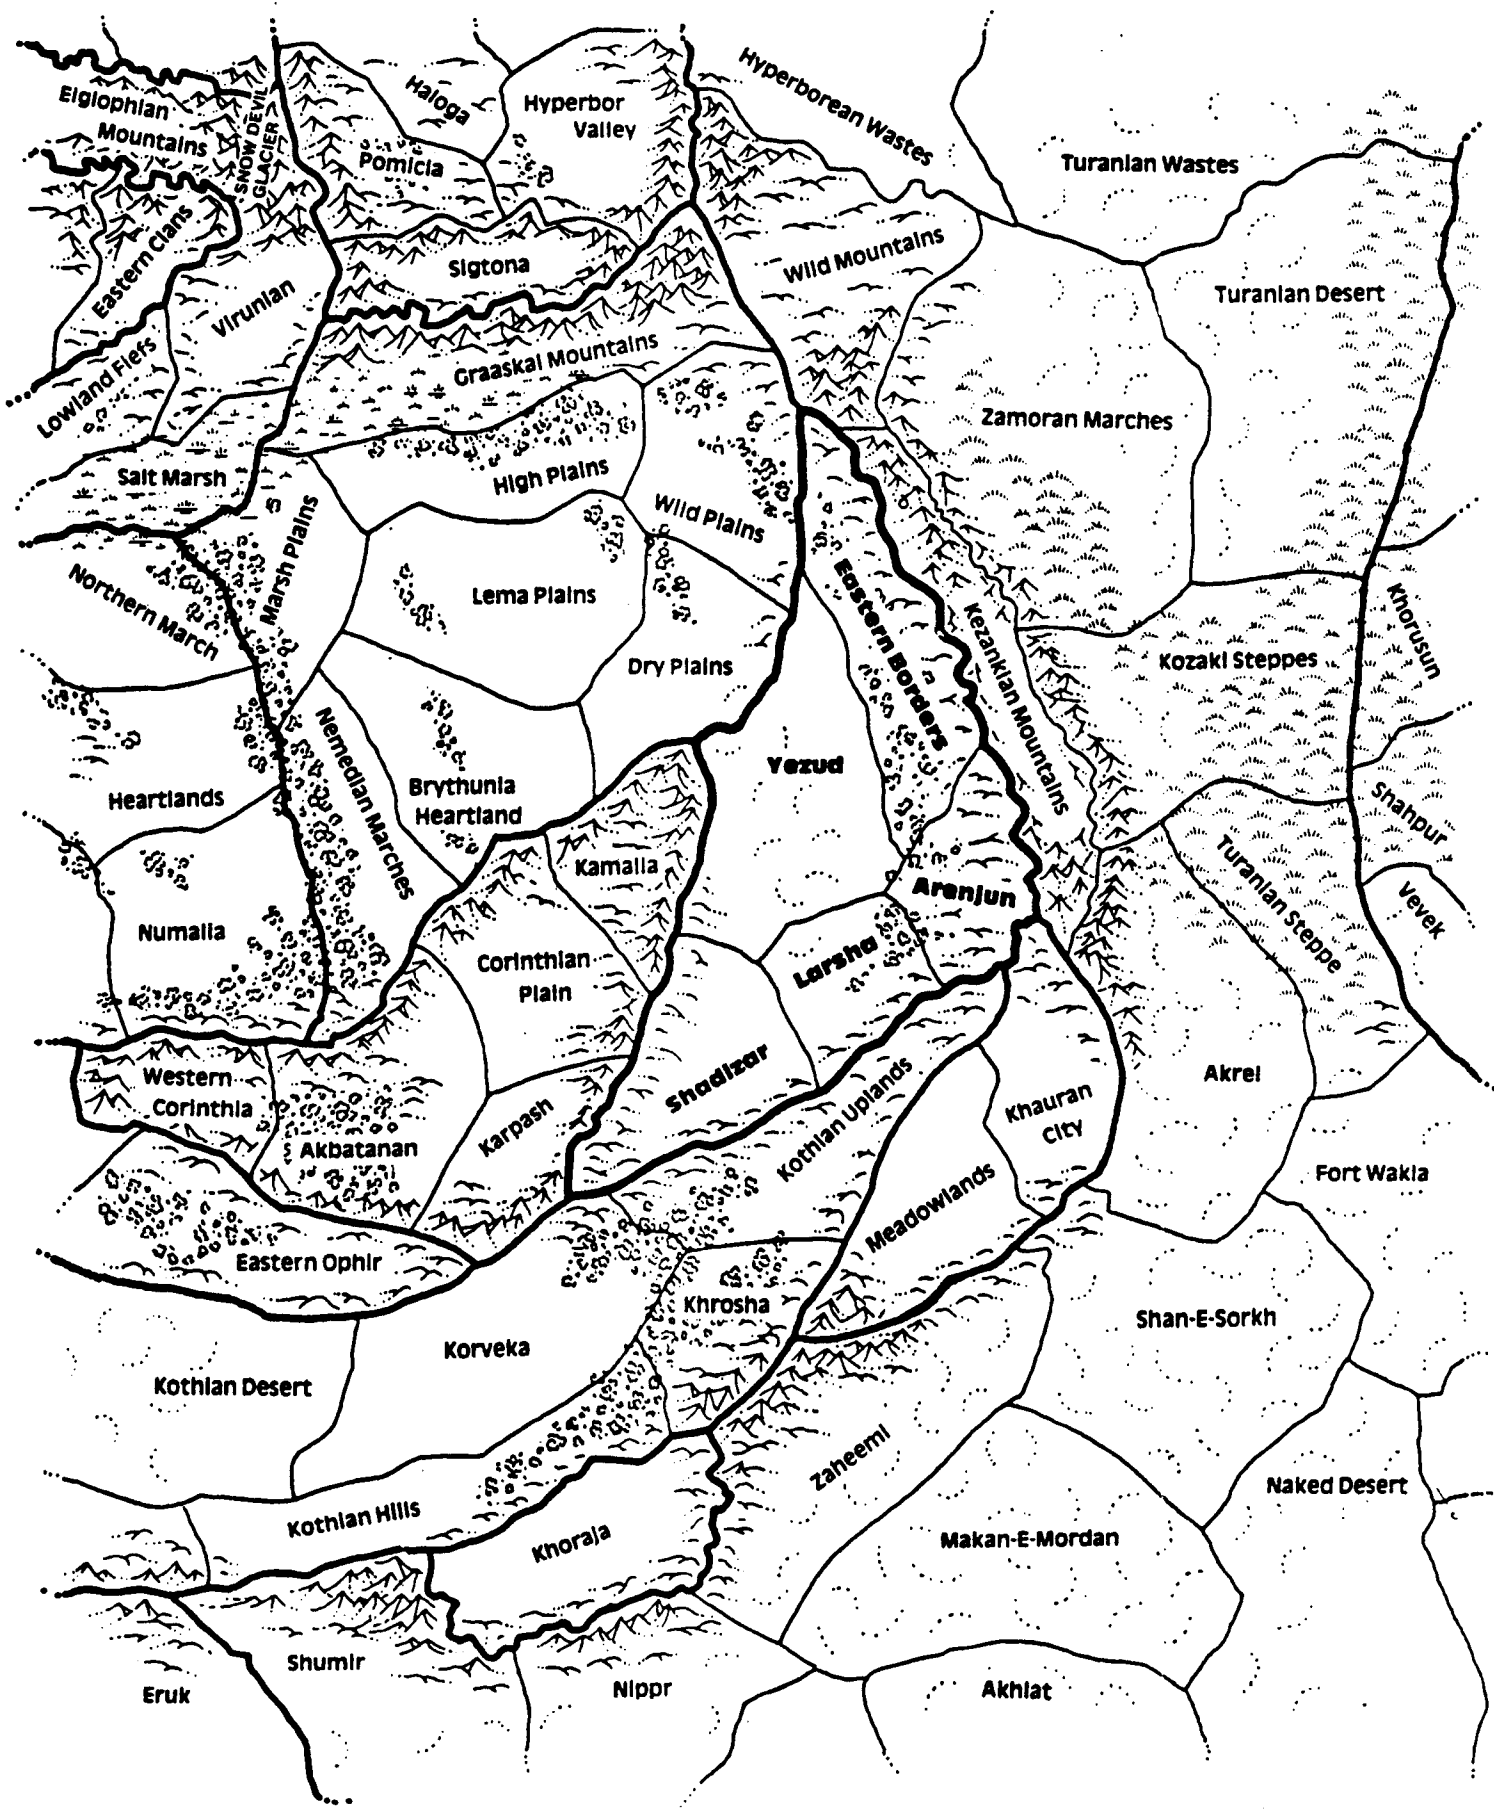 Eiglophian
Mountains
SNOW DEVIL
GLACIER
Haloga
Hyperbor
Valley
Hyperborean Wastes
Pomicia
Turanian Wastes
Eastern Clans
Sigtona
Wild Mountains
Virunian
Turanian Desert
Lowland Fiefs
Graaskal Mountains
Zamoran Marches
Salt Marsh
High Plains
Wild Plains
Marsh Plains
Northern March
Lema Plains
Eastern Borders
Kezankian Mountains
Khorusun
Dry Plains
Kozaki Steppes
Yezud
Nemedian Marches
Heartlands
Brythunia
Heartland
Shahpur
Kamalia
Turanian Steppe
Arenjun
Vevek
Numalia
Corinthian
Plain
Larsha
Western
Corinthia
Shadizar
Kothian Uplands
Khauran
City
Akrel
Akbatanan
Karpash
Fort Wakla
Meadowlands
Eastern Ophir
Khrosha
Shan-E-Sorkh
Korveka
Kothian Desert
Zaheemi
Naked Desert
Kothian Hills
Khoraja
Makan-E-Mordan
Shumir
Eruk
Nippr
Akhlat